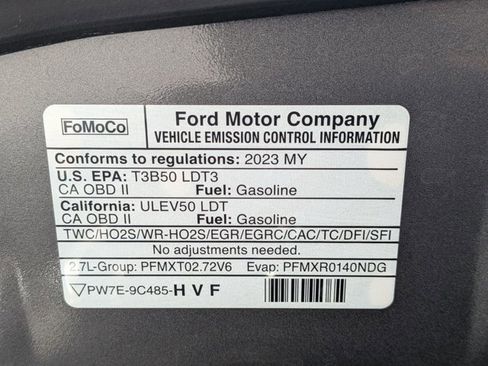 FoMoCo
Ford Motor Company
VEHICLE EMISSION CONTROL INFORMATION
Conforms to regulations: 2023 MY
U.S. EPA: T3B50 LDT3
CA OBD II Fuel: Gasoline
California: ULEV50 LDT
CA OBD II Fuel: Gasoline
TWC/HO2S/WR-HO2S/EGR/EGRC/CAC/TC/DFI/SFI
No adjustments needed.
2.7L-Group: PFMXT02.72V6 Evap: PFMXR0140NDG
PW7E-9C485-HVF